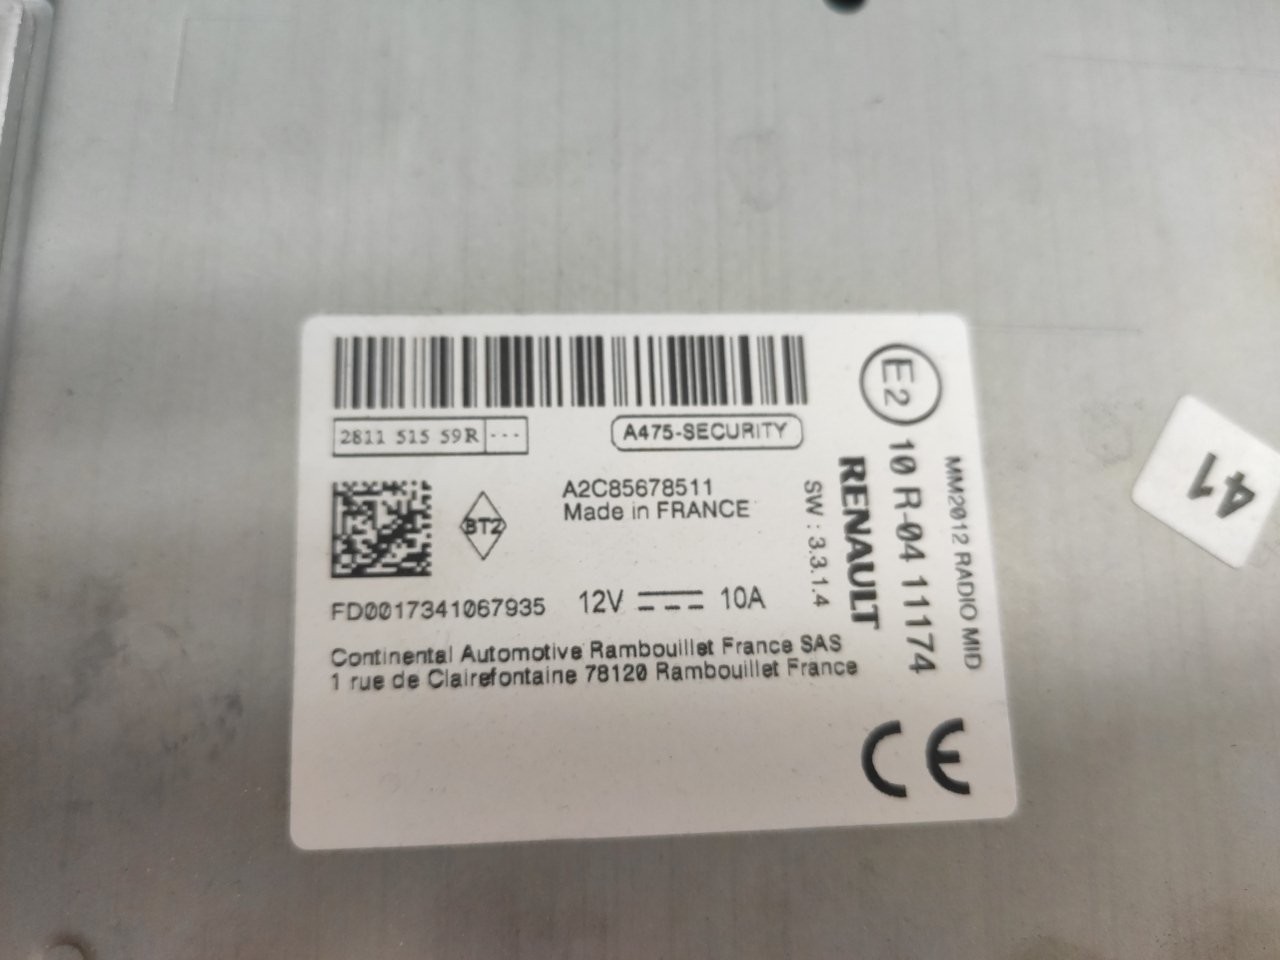 2811 515 59R ---
A475-SECURITY
BT2
A2C85678511
Made in FRANCE
FD0017341067935
12V 10A
Continental Automotive Rambouillet France SAS
1 rue de Clairefontaine 78120 Rambouillet France
SW : 3.3.1.4
RENAULT
E2
10 R-04 11174
MM2012 RADIO MID
CE
41